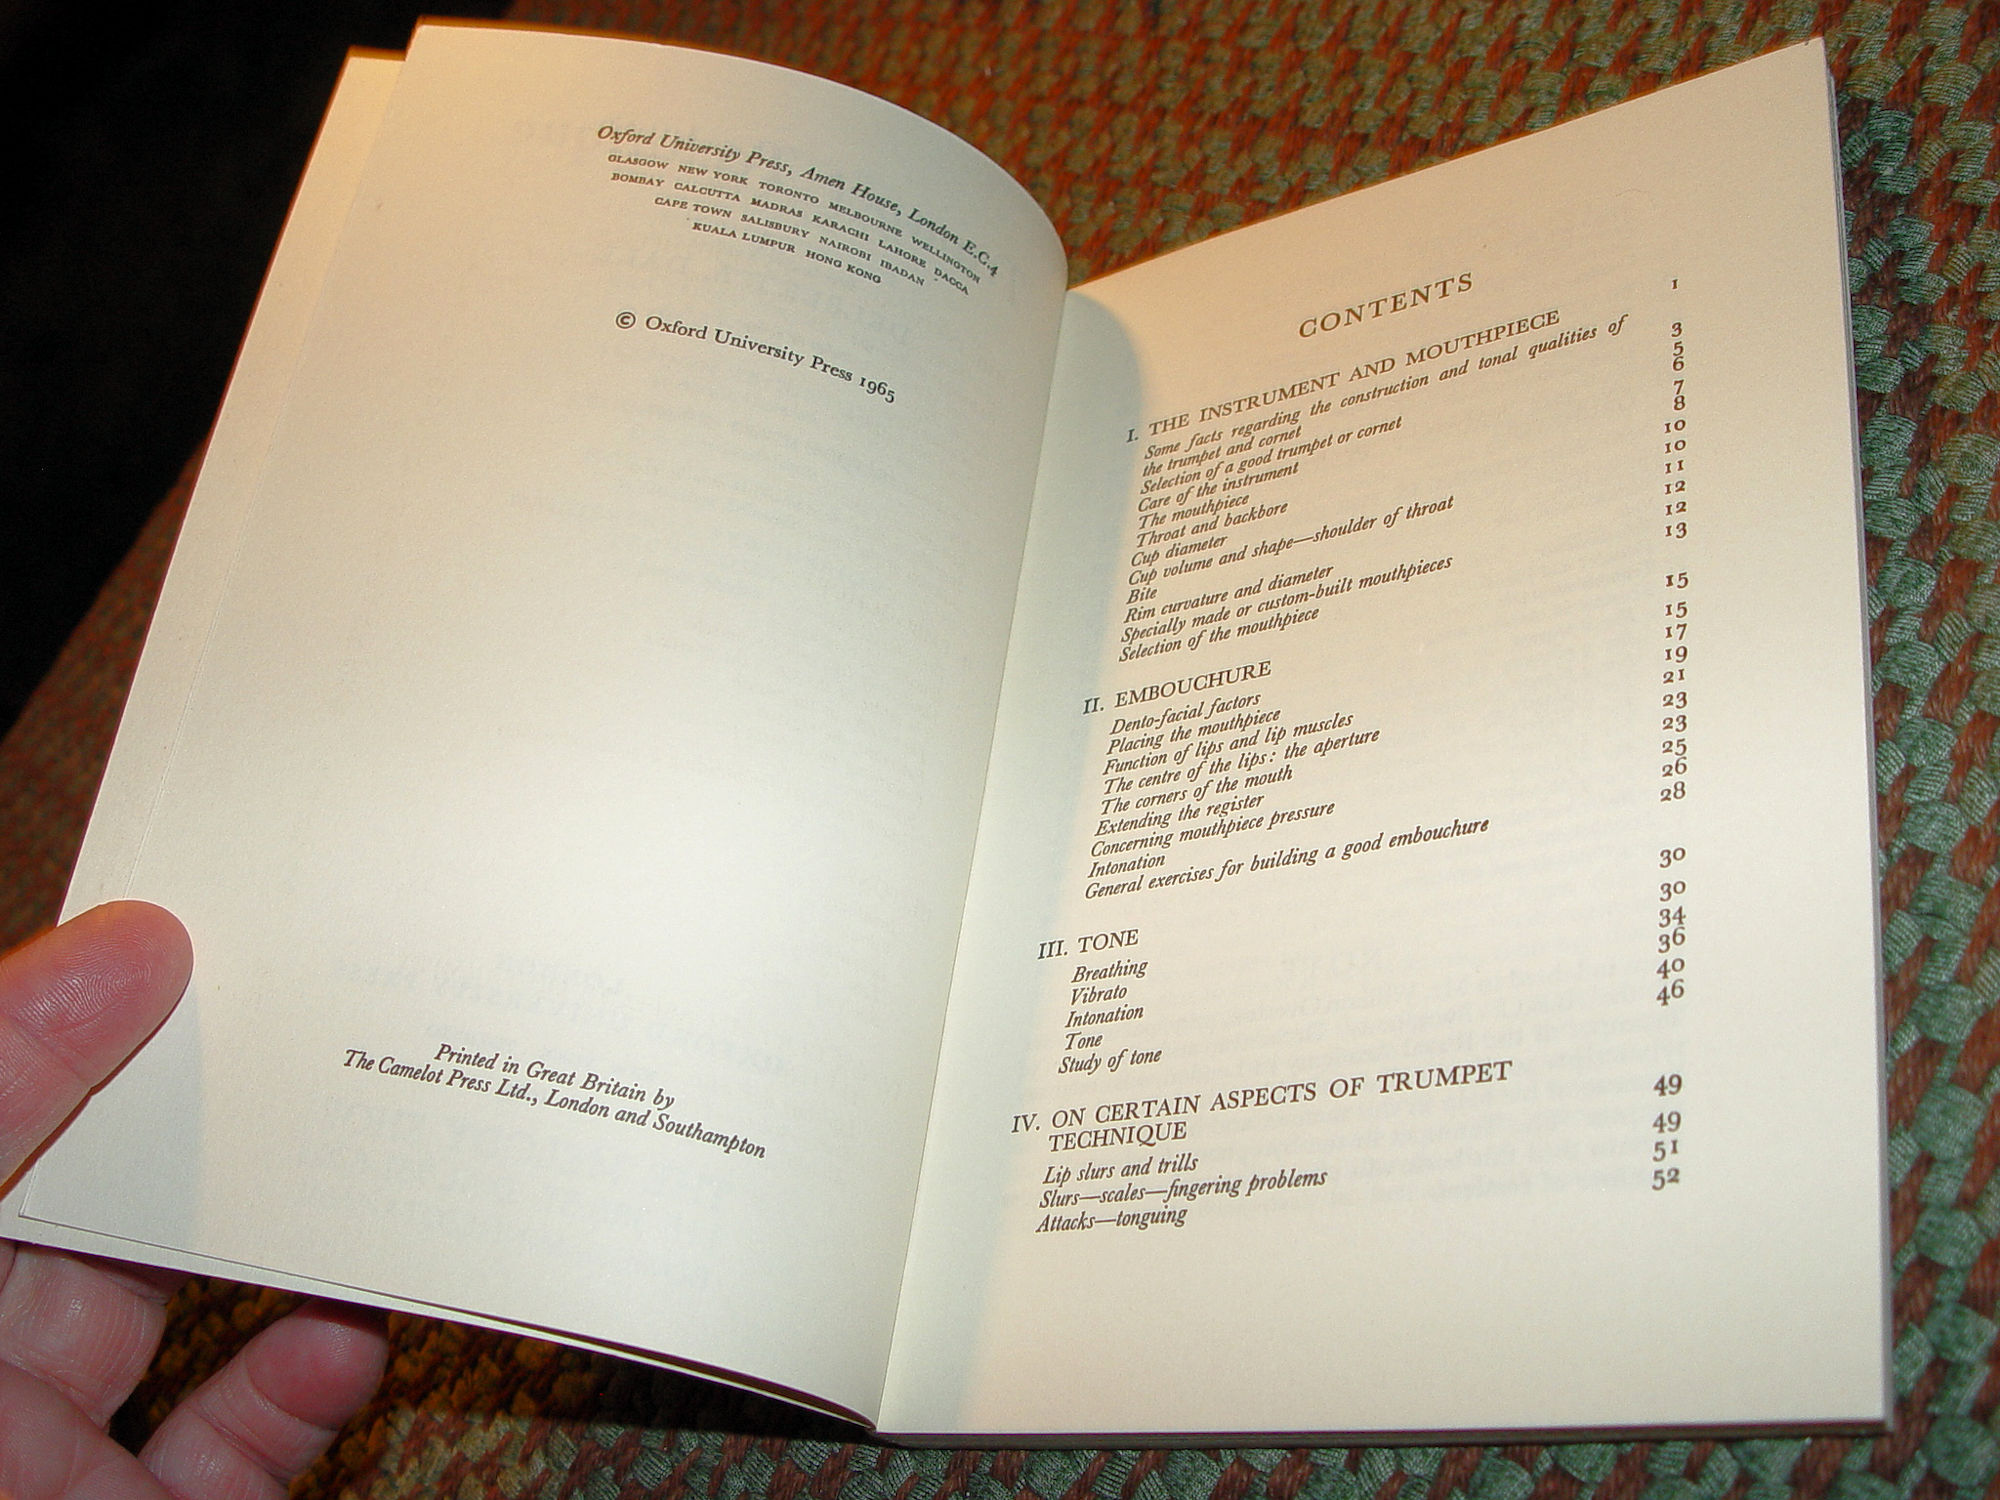 Oxford University Press, Amen House, London E.C.4
GLASGOW NEW YORK TORONTO MELBOURNE WELLINGTON
BOMBAY CALCUTTA MADRAS KARACHI LAHORE DACCA
CAPE TOWN SALISBURY NAIROBI IBADAN
KUALA LUMPUR HONG KONG
© Oxford University Press 1965
Printed in Great Britain by
The Camelot Press Ltd., London and Southampton
CONTENTS
I. THE INSTRUMENT AND MOUTHPIECE 1
Some facts regarding the construction and tonal qualities of
the trumpet and cornet 3
Selection of a good trumpet or cornet 5
Care of the instrument 6
The mouthpiece 7
Throat and backbore 8
Cup diameter 10
Cup volume and shape—shoulder of throat 10
Bite 11
Rim curvature and diameter 12
Specially made or custom-built mouthpieces 12
Selection of the mouthpiece 13
II. EMBOUCHURE 15
Dento-facial factors 15
Placing the mouthpiece 17
Function of lips and lip muscles 19
The centre of the lips: the aperture 21
The corners of the mouth 23
Extending the register 23
Concerning mouthpiece pressure 25
Intonation 26
General exercises for building a good embouchure 28
III. TONE 30
Breathing 30
Vibrato 34
Intonation 36
Tone 40
Study of tone 46
IV. ON CERTAIN ASPECTS OF TRUMPET
TECHNIQUE 49
Lip slurs and trills 49
Slurs—scales—fingering problems 51
Attacks—tonguing 52